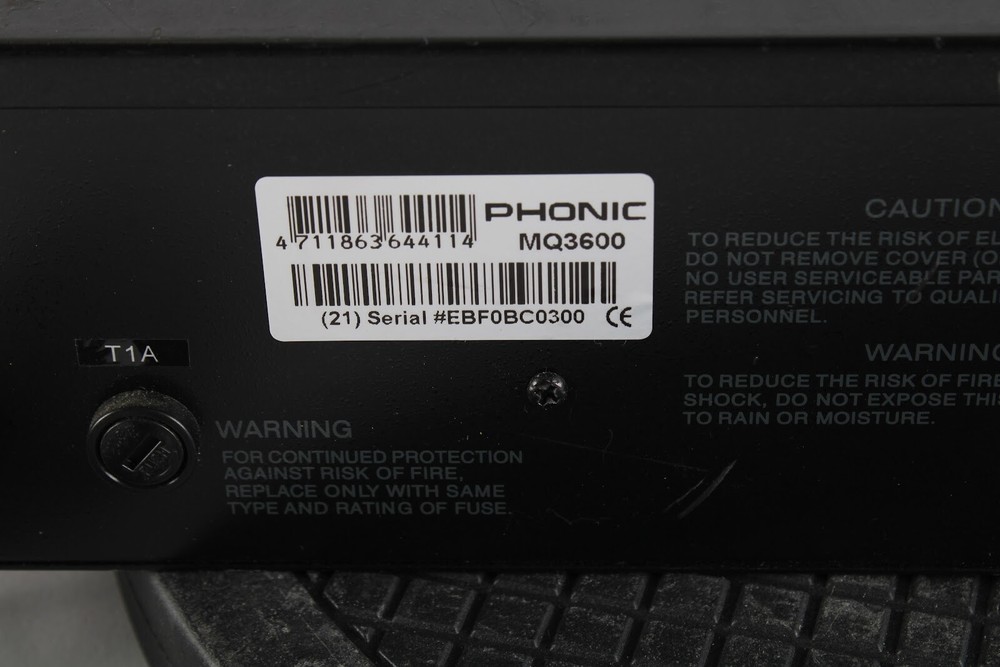 PHONIC
4 711863 644114
MQ3600
(21) Serial #EBF0BC0300 CE
T1A
WARNING
FOR CONTINUED PROTECTION
AGAINST RISK OF FIRE,
REPLACE ONLY WITH SAME
TYPE AND RATING OF FUSE.
CAUTION
TO REDUCE THE RISK OF EL
DO NOT REMOVE COVER (O
NO USER SERVICEABLE PAR
REFER SERVICING TO QUALI
PERSONNEL.
WARNING
TO REDUCE THE RISK OF FIRE
SHOCK, DO NOT EXPOSE THI
TO RAIN OR MOISTURE.